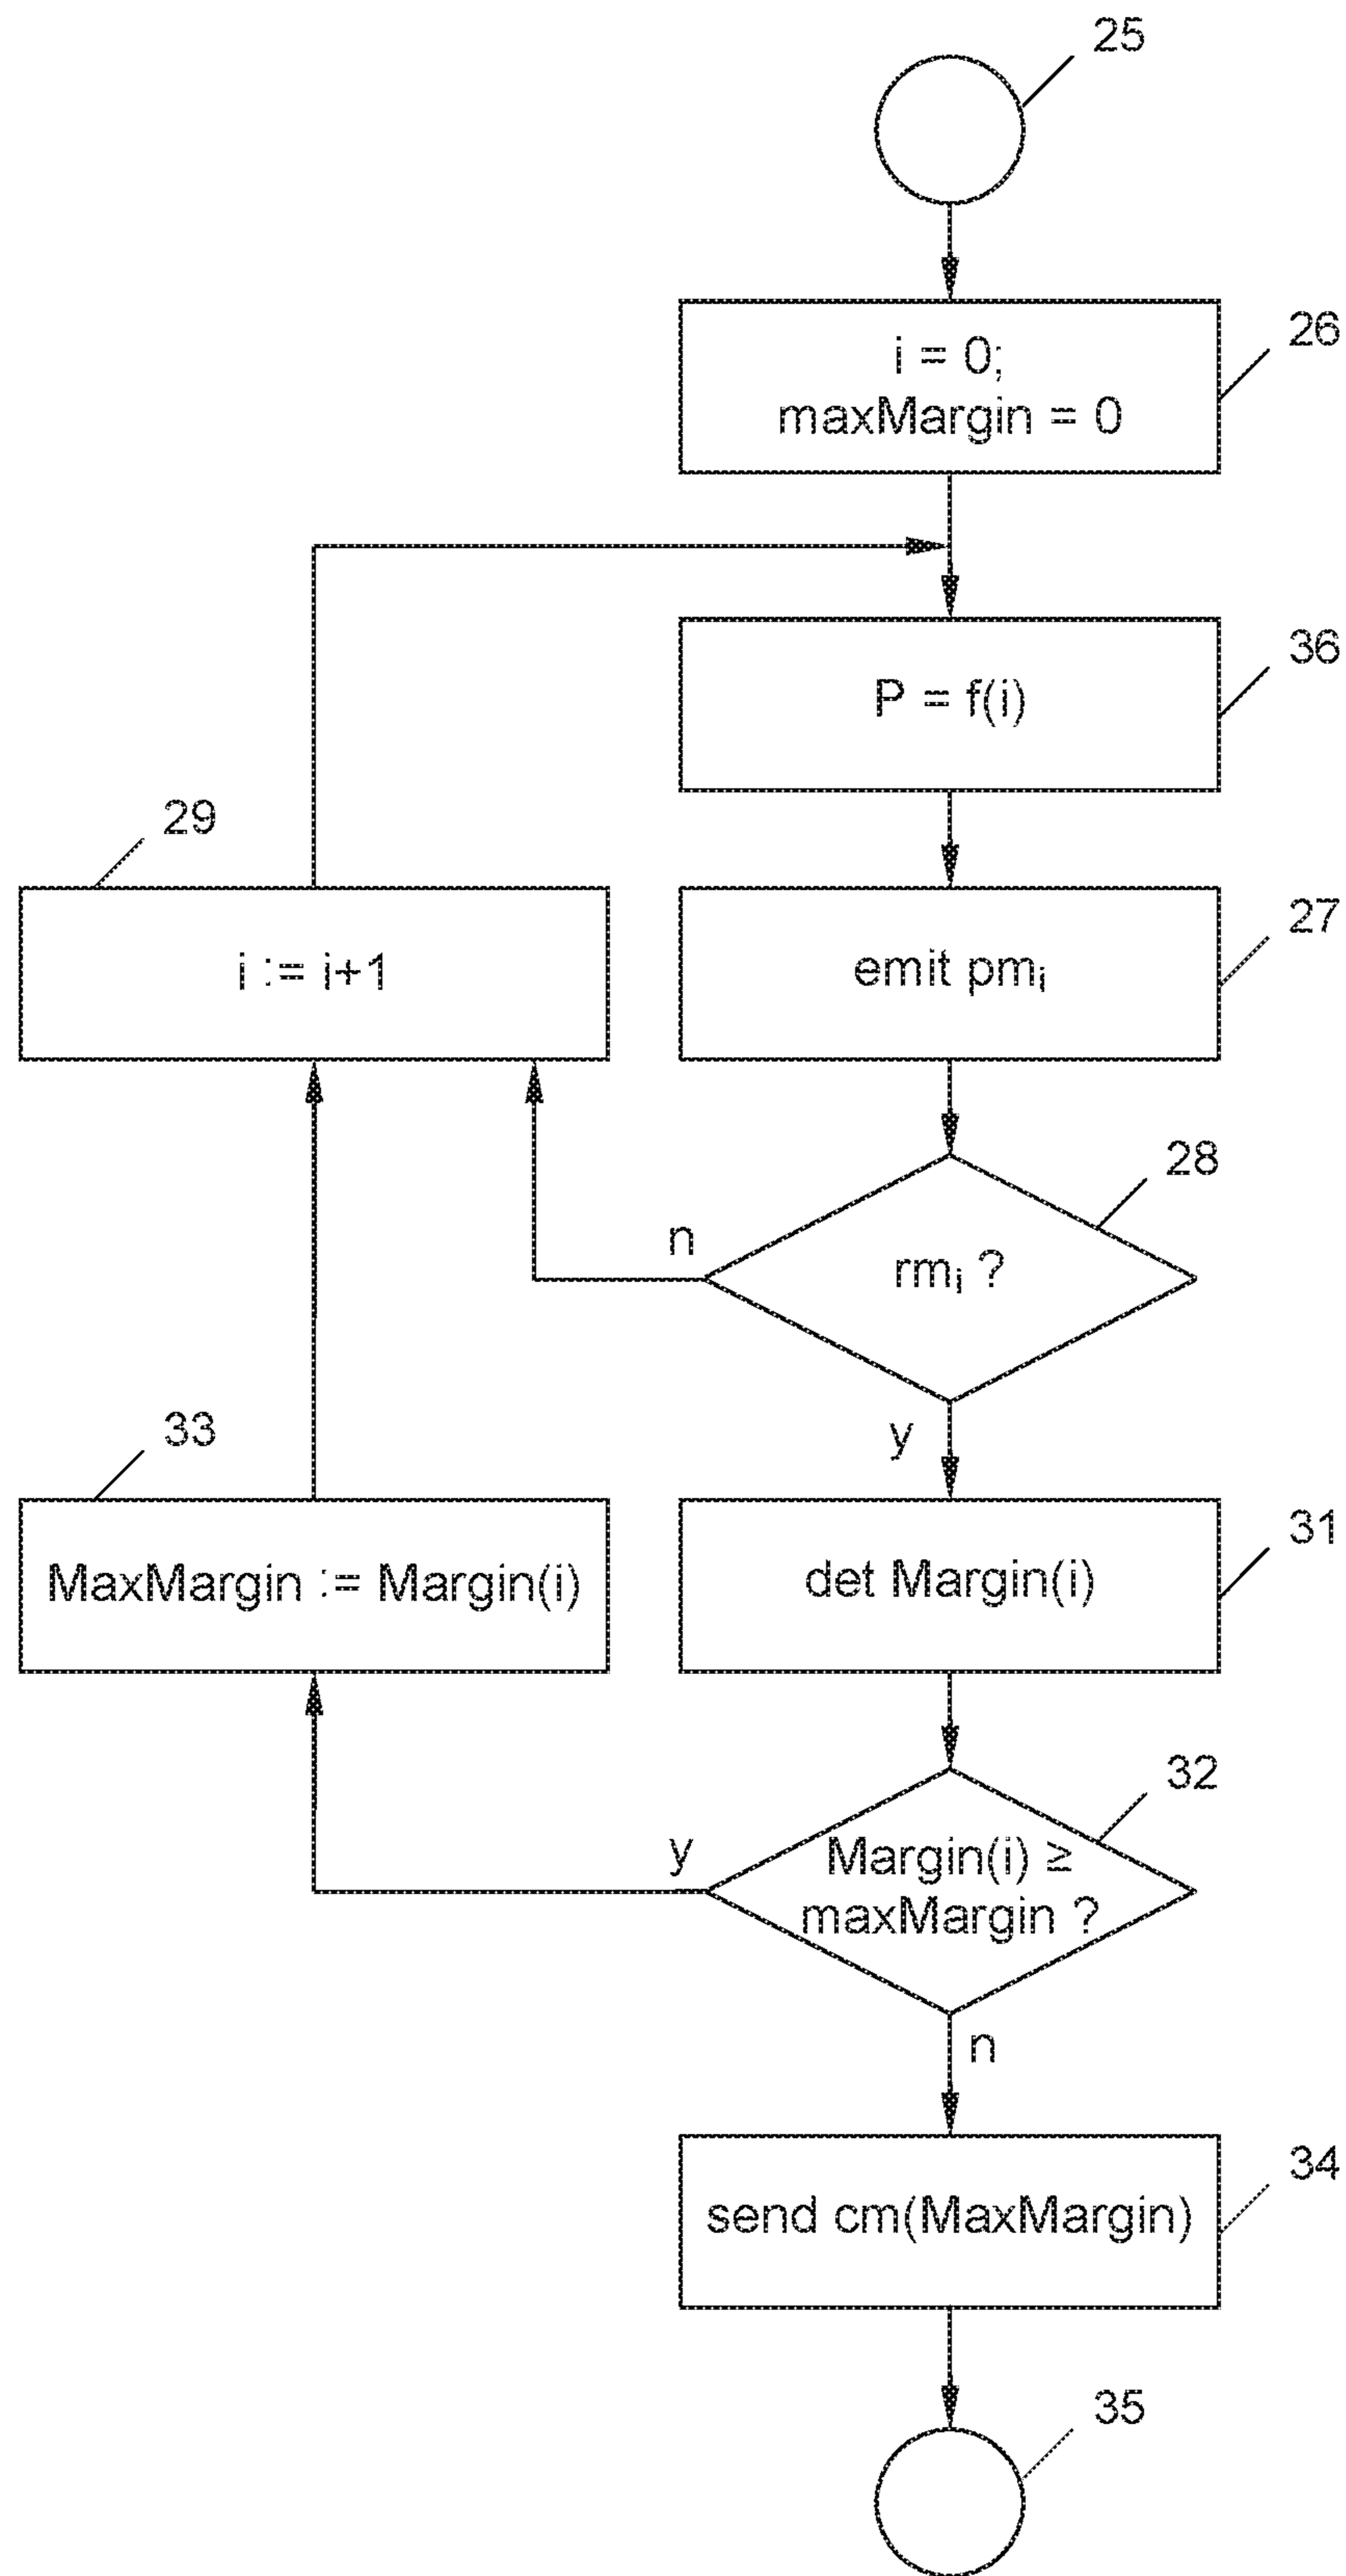 25
i = 0;
maxMargin = 0
26
P = f(i)
36
29
i := i+1
emit pmᵢ
27
28
rmᵢ ?
n
y
33
MaxMargin := Margin(i)
det Margin(i)
31
32
Margin(i) ≥
maxMargin ?
y
n
send cm(MaxMargin)
34
35